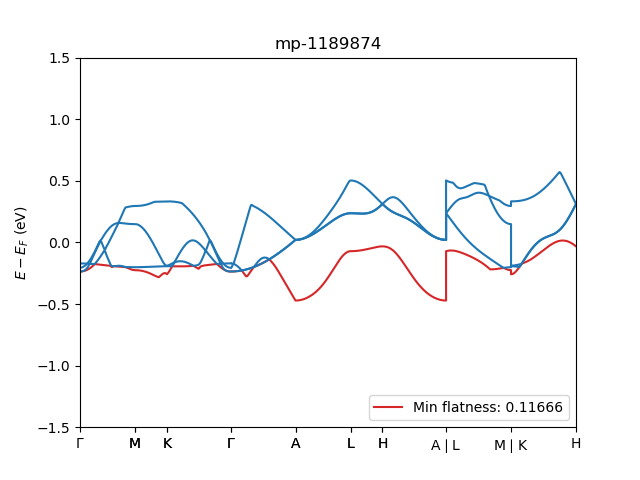 mp-1189874
E − E_F (eV)
1.5
1.0
0.5
0.0
−0.5
−1.0
−1.5
Min flatness: 0.11666
Γ M K Γ A L H A | L M | K H